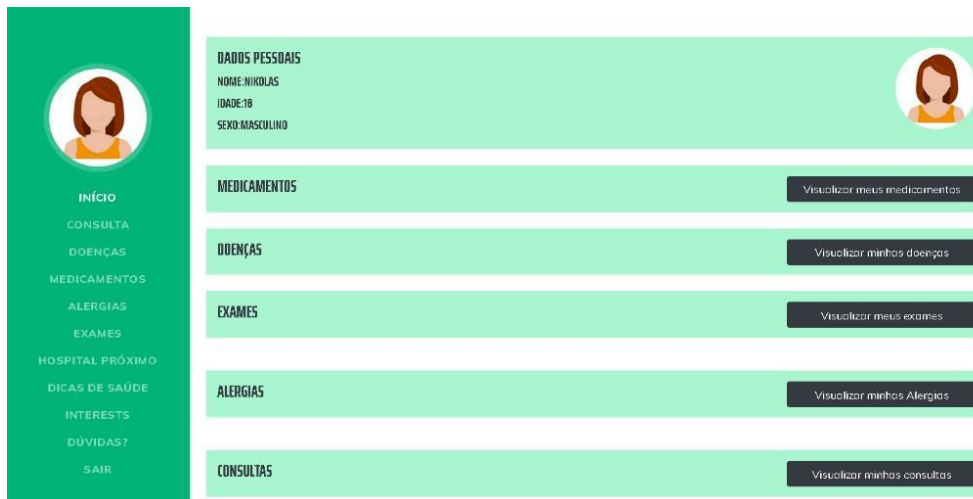 INÍCIO
CONSULTA
DOENÇAS
MEDICAMENTOS
ALERGIAS
EXAMES
HOSPITAL PRÓXIMO
DICAS DE SAÚDE
INTERESTS
DÚVIDAS?
SAIR
DADOS PESSOAIS
NOME:NIKOLAS
IDADE:18
SEXO:MASCULINO
MEDICAMENTOS
Visualizar meus medicamentos
DOENÇAS
Visualizar minhas doenças
EXAMES
Visualizar meus exames
ALERGIAS
Visualizar minhas Alergias
CONSULTAS
Visualizar minhas consultas